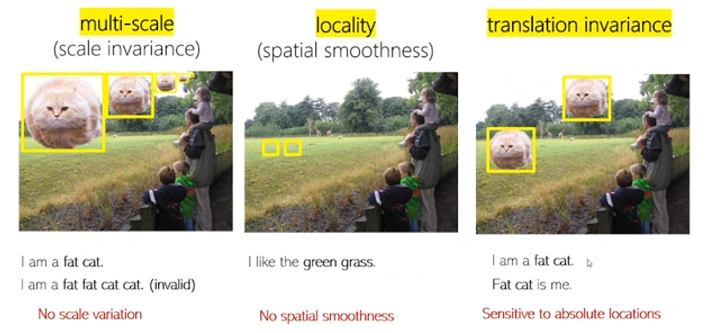 multi-scale
(scale invariance)
I am a fat cat.
I am a fat fat cat cat. (invalid)
No scale variation
locality
(spatial smoothness)
I like the green grass.
No spatial smoothness
translation invariance
I am a fat cat.
Fat cat is me.
Sensitive to absolute locations